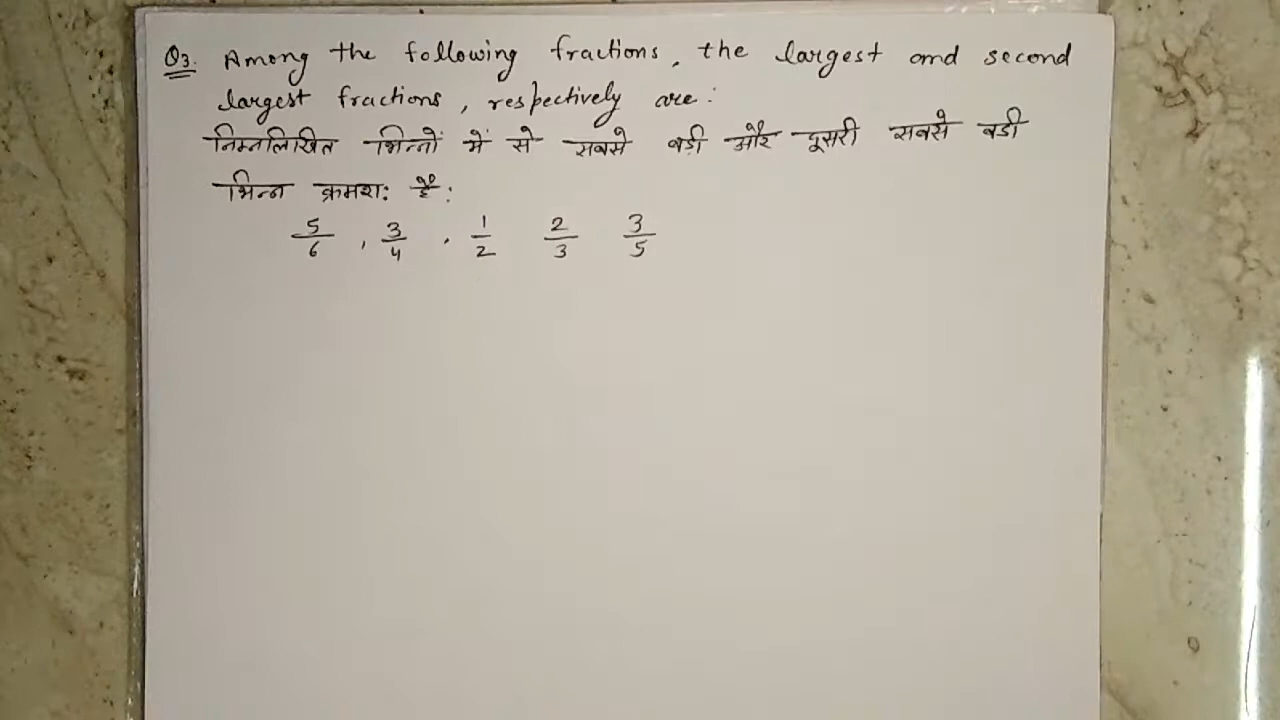 Q3. Among the following fractions, the largest and second
largest fractions, respectively are:
निम्नलिखित भिन्नों में से सबसे बड़ी और दूसरी सबसे बडी
भिन्न क्रमशः है:
5/6 , 3/4 , 1/2 2/3 3/5